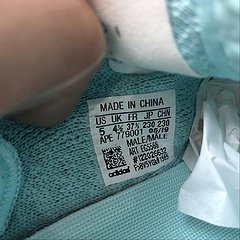 MADE IN CHINA
US UK FR JP CHN
5 4½ 37⅓ 230 230
APE 779001 05/19
MALE/MALE
ART EG5566
adidas